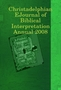 Christadelphian
EJournal of
Biblical
Interpretation
Annual 2008